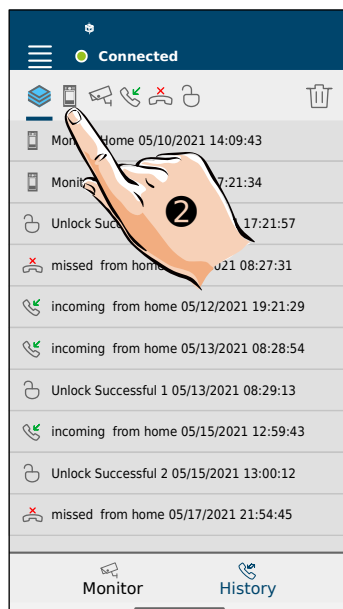 Connected
Home 05/10/2021 14:09:43
7:21:34
Unlock 17:21:57
missed from home 021 08:27:31
2
incoming from home 05/12/2021 19:21:29
incoming from home 05/13/2021 08:28:54
Unlock Successful 1 05/13/2021 08:29:13
incoming from home 05/15/2021 12:59:43
Unlock Successful 2 05/15/2021 13:00:12
missed from home 05/17/2021 21:54:45
Monitor History